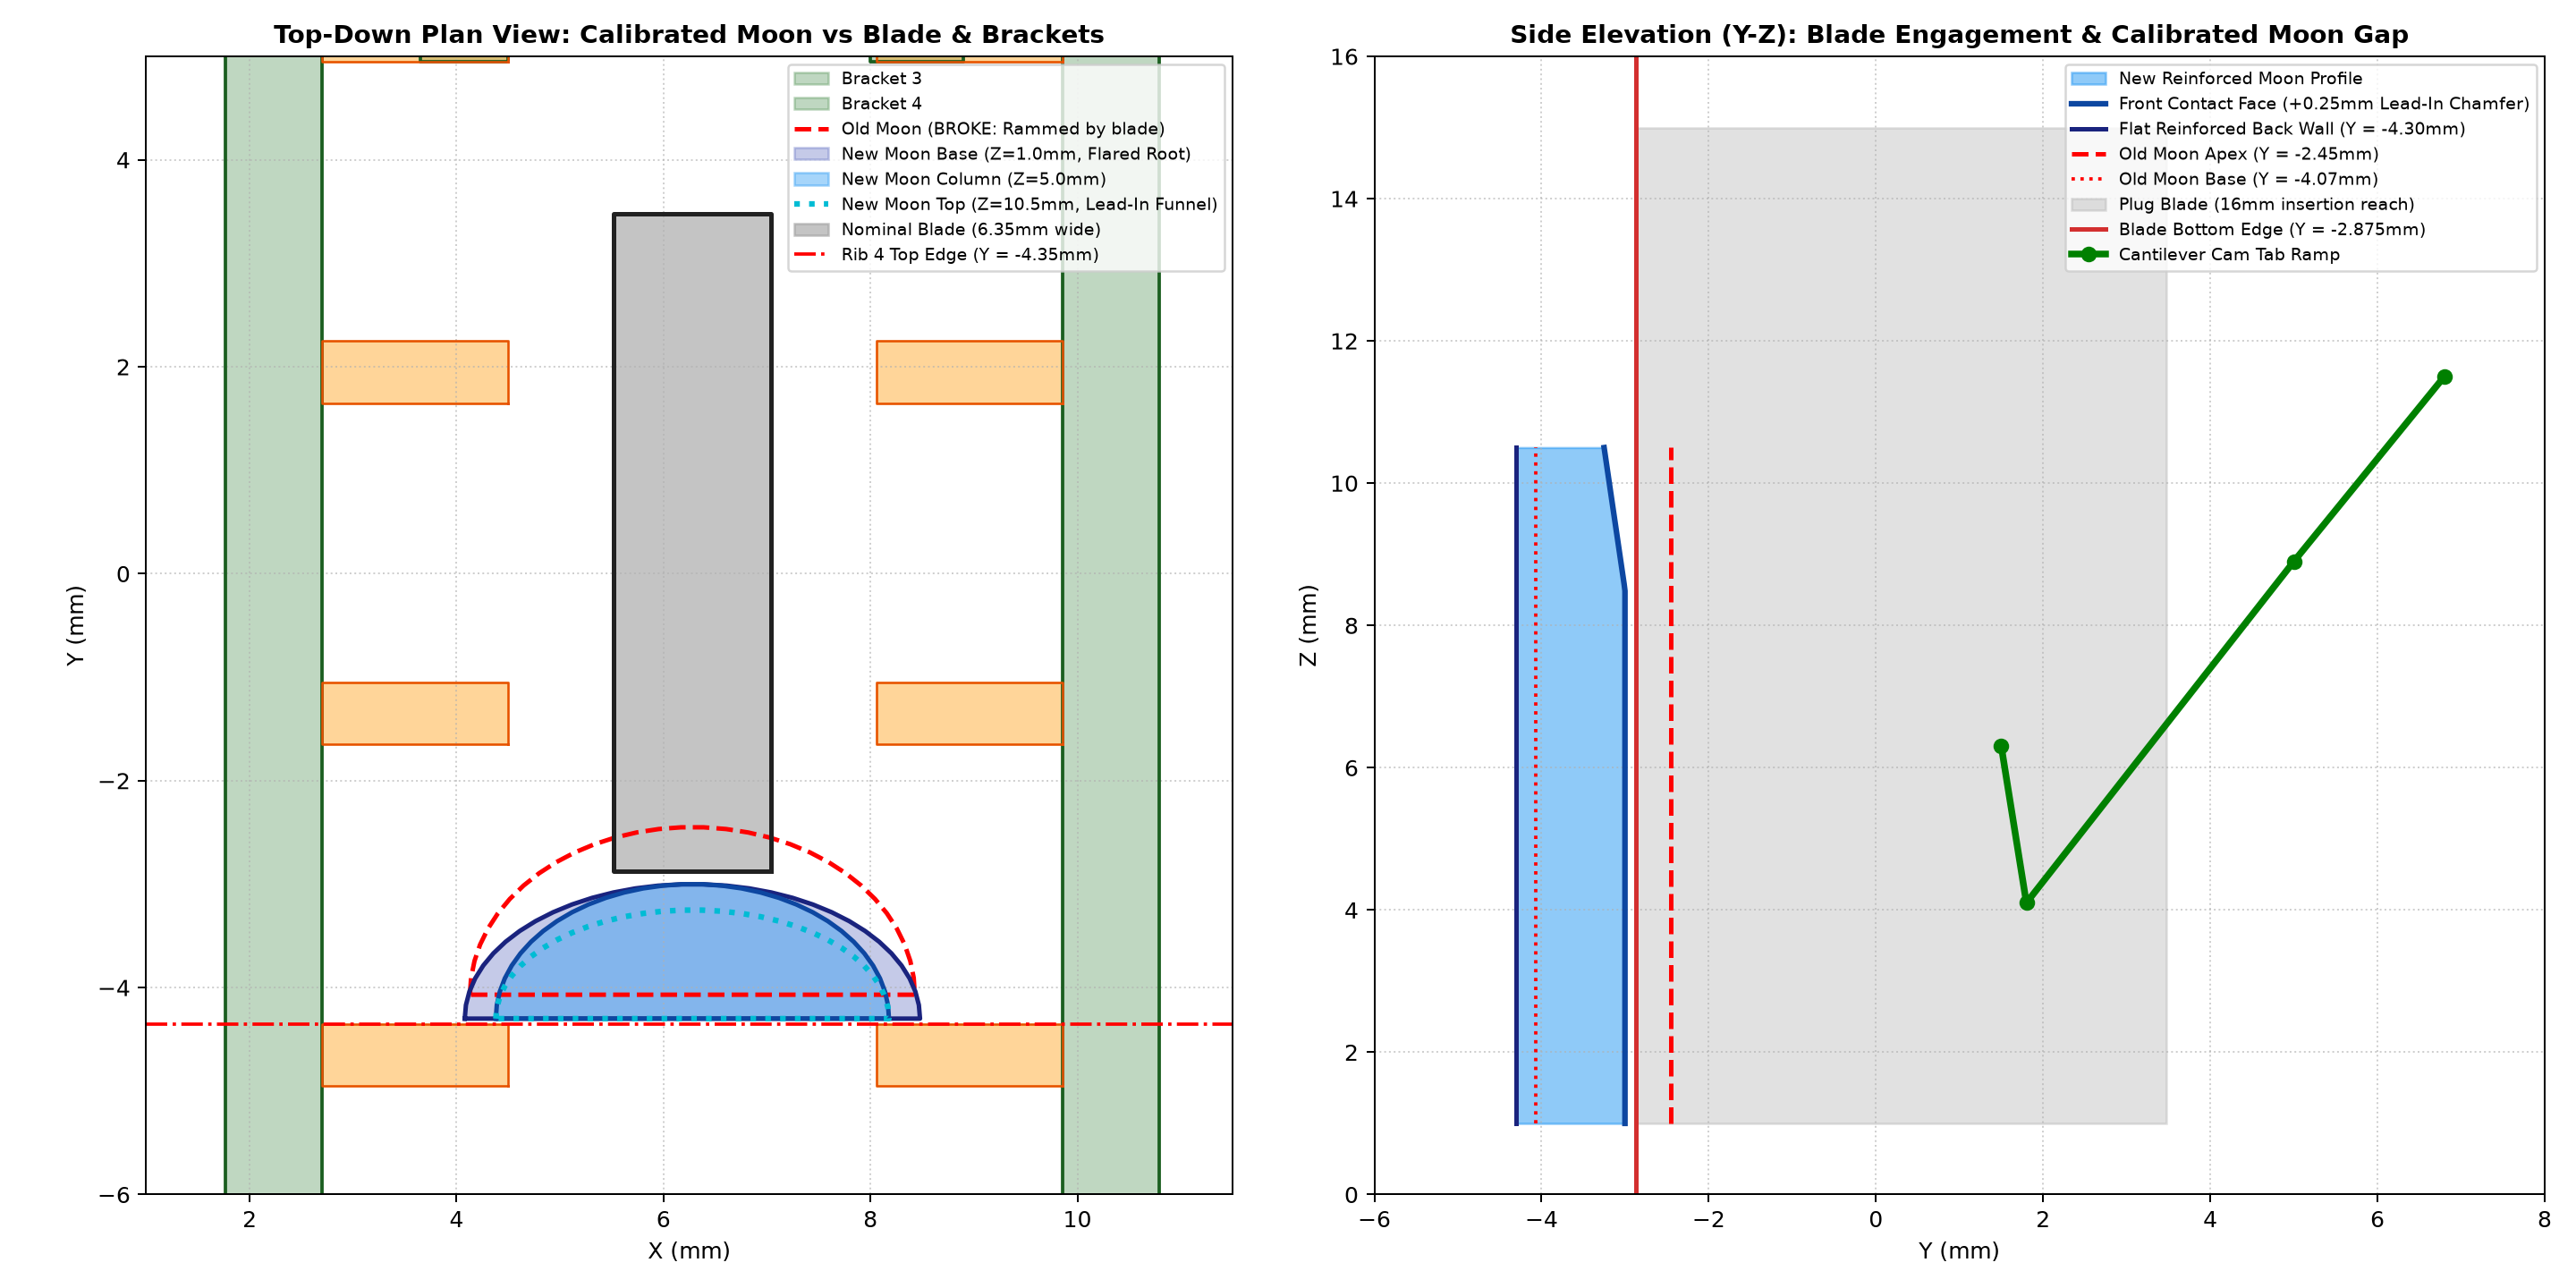 Top-Down Plan View: Calibrated Moon vs Blade & Brackets
Bracket 3
Bracket 4
Old Moon (BROKE: Rammed by blade)
New Moon Base (Z=1.0mm, Flared Root)
New Moon Column (Z=5.0mm)
New Moon Top (Z=10.5mm, Lead-In Funnel)
Nominal Blade (6.35mm wide)
Rib 4 Top Edge (Y = -4.35mm)
4
2
0
−2
−4
−6
Y (mm)
2
4
6
8
10
X (mm)
Side Elevation (Y-Z): Blade Engagement & Calibrated Moon Gap
New Reinforced Moon Profile
Front Contact Face (+0.25mm Lead-In Chamfer)
Flat Reinforced Back Wall (Y = -4.30mm)
Old Moon Apex (Y = -2.45mm)
Old Moon Base (Y = -4.07mm)
Plug Blade (16mm insertion reach)
Blade Bottom Edge (Y = -2.875mm)
Cantilever Cam Tab Ramp
16
14
12
10
8
6
4
2
0
Z (mm)
−6
−4
−2
0
2
4
6
8
Y (mm)